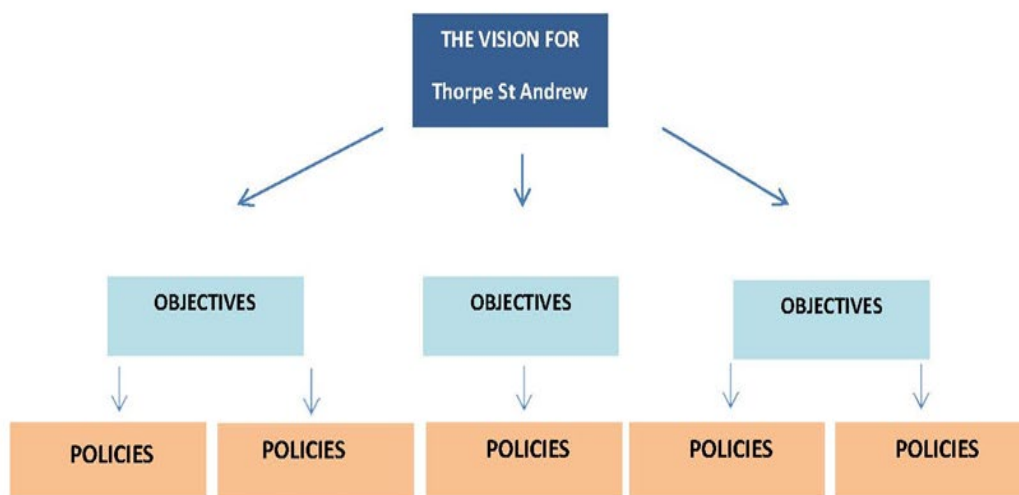 THE VISION FOR
Thorpe St Andrew
OBJECTIVES
OBJECTIVES
OBJECTIVES
POLICIES
POLICIES
POLICIES
POLICIES
POLICIES